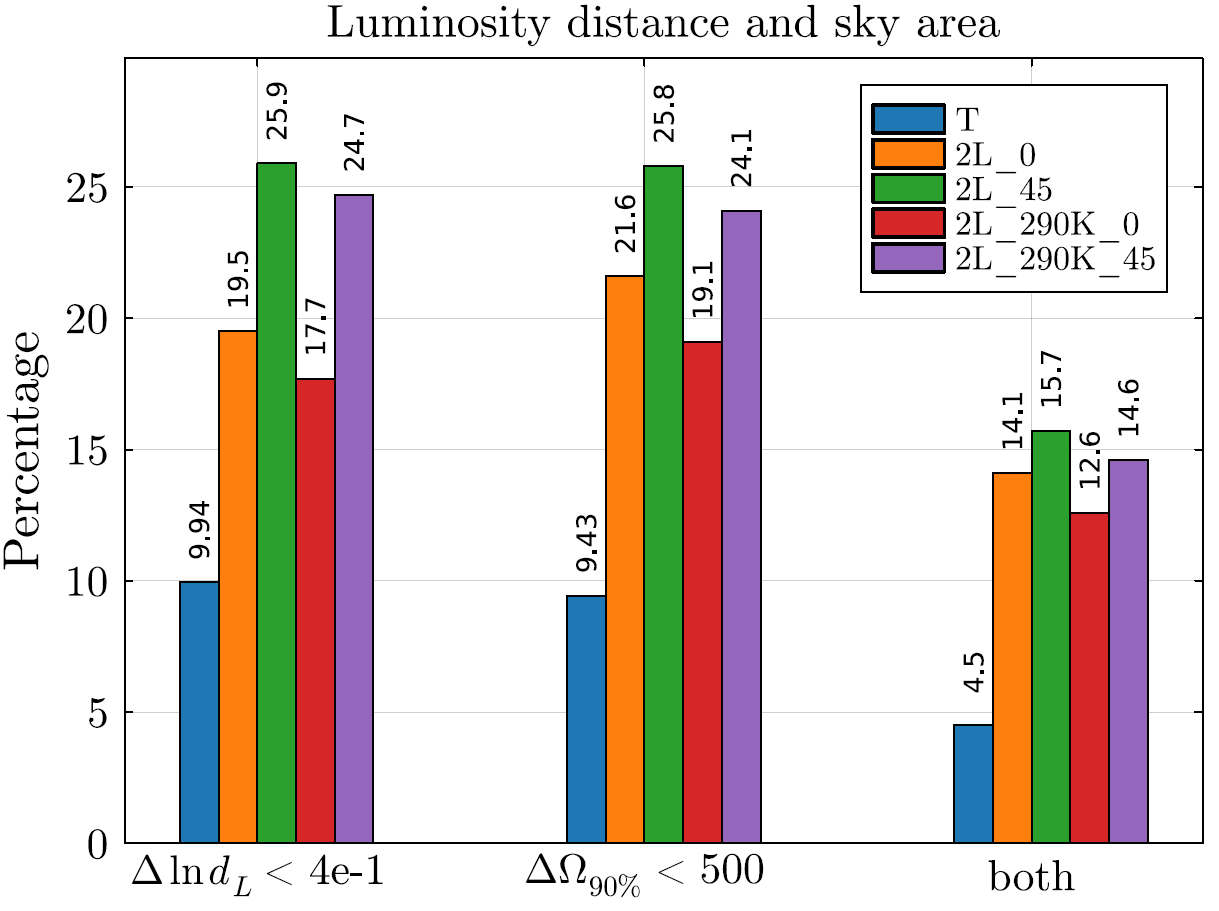 Luminosity distance and sky area
Percentage
25
20
15
10
5
0
9.94
19.5
25.9
17.7
24.7
9.43
21.6
25.8
19.1
24.1
4.5
14.1
15.7
12.6
14.6
T
2L_0
2L_45
2L_290K_0
2L_290K_45
Δ ln d_L < 4e-1
ΔΩ_90% < 500
both